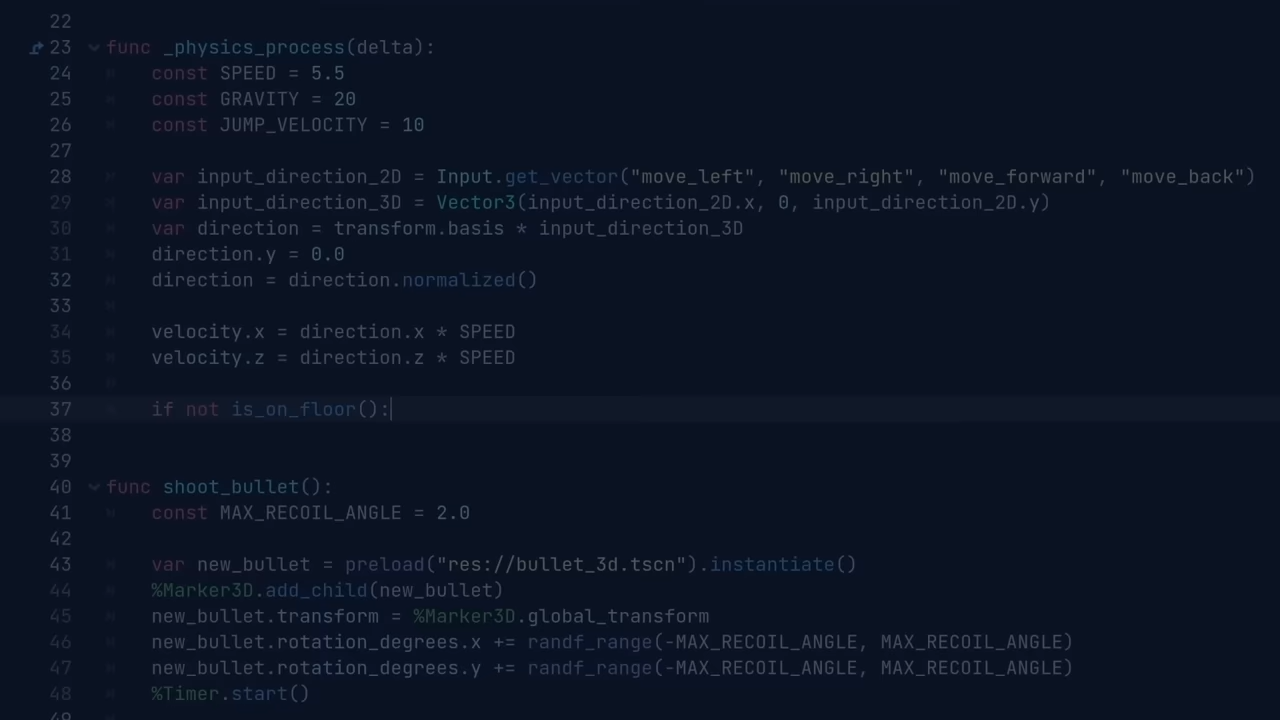 22
23 func _physics_process(delta):
24 const SPEED = 5.5
25 const GRAVITY = 20
26 const JUMP_VELOCITY = 10
27
28 var input_direction_2D = Input.get_vector("move_left", "move_right", "move_forward", "move_back")
29 var input_direction_3D = Vector3(input_direction_2D.x, 0, input_direction_2D.y)
30 var direction = transform.basis * input_direction_3D
31 direction.y = 0.0
32 direction = direction.normalized()
33
34 velocity.x = direction.x * SPEED
35 velocity.z = direction.z * SPEED
36
37 if not is_on_floor():
38
39
40 func shoot_bullet():
41 const MAX_RECOIL_ANGLE = 2.0
42
43 var new_bullet = preload("res://bullet_3d.tscn").instantiate()
44 %Marker3D.add_child(new_bullet)
45 new_bullet.transform = %Marker3D.global_transform
46 new_bullet.rotation_degrees.x += randf_range(-MAX_RECOIL_ANGLE, MAX_RECOIL_ANGLE)
47 new_bullet.rotation_degrees.y += randf_range(-MAX_RECOIL_ANGLE, MAX_RECOIL_ANGLE)
48 %Timer.start()
49